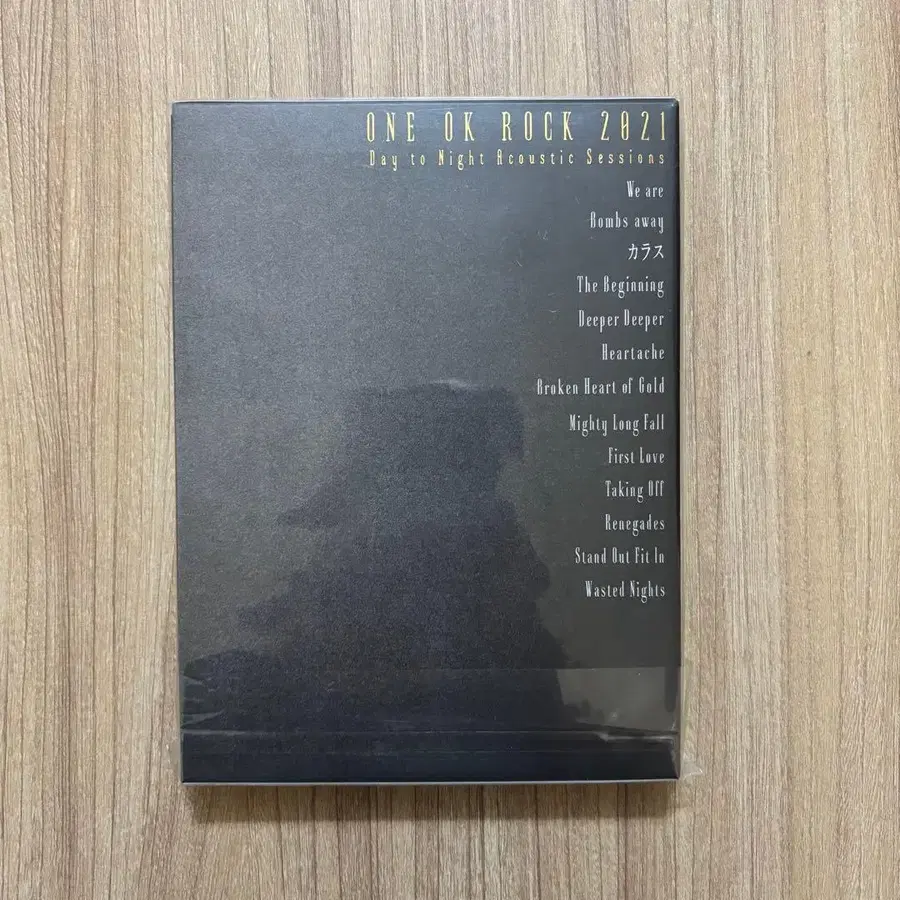 ONE OK ROCK 2021
Day to Night Acoustic Sessions
We are
Bombs away
カラス
The Beginning
Deeper Deeper
Heartache
Broken Heart of Gold
Mighty Long Fall
First Love
Taking Off
Renegades
Stand Out Fit In
Wasted Nights